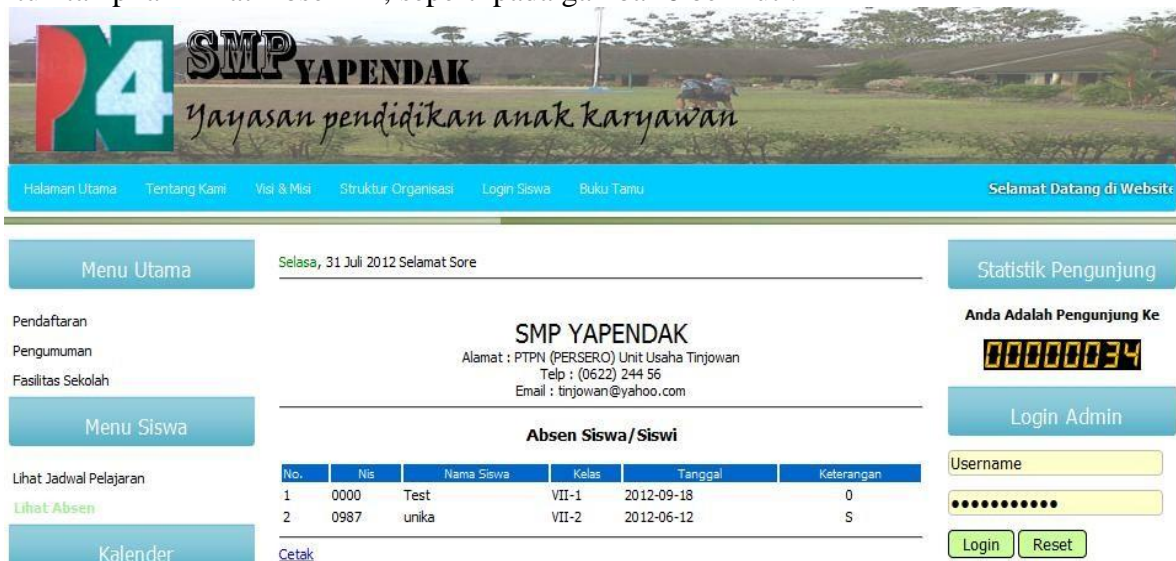 SMP YAPENDAK
Yayasan pendidikan anak karyawan
Halaman Utama Tentang Kami Visi & Misi Struktur Organisasi Login Siswa Buku Tamu Selamat Datang di Website
Menu Utama
Pendaftaran
Pengumuman
Fasilitas Sekolah
Menu Siswa
Lihat Jadwal Pelajaran
Lihat Absen
Kalender
Selasa, 31 Juli 2012 Selamat Sore
SMP YAPENDAK
Alamat : PTPN (PERSERO) Unit Usaha Tinjowan
Telp : (0622) 244 56
Email : tinjowan@yahoo.com
Absen Siswa/Siswi
No. Nis Nama Siswa Kelas Tanggal Keterangan
1 0000 Test VII-1 2012-09-18 0
2 0987 unika VII-2 2012-06-12 S
Cetak
Statistik Pengunjung
Anda Adalah Pengunjung Ke
00000034
Login Admin
Username
●●●●●●●●●●●
Login Reset